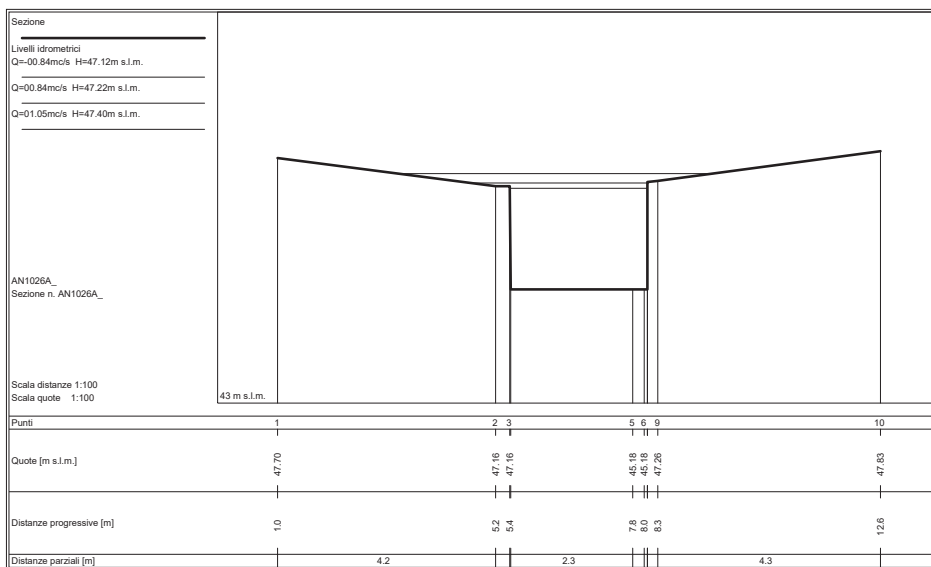 Sezione
Livelli idrometrici
Q=-00.84mc/s H=47.12m s.l.m.
Q=00.84mc/s H=47.22m s.l.m.
Q=01.05mc/s H=47.40m s.l.m.
AN1026A_
Sezione n. AN1026A_
Scala distanze 1:100
Scala quote 1:100
43 m s.l.m.
Punti 1 2 3 5 6 9 10
Quote [m s.l.m.] 47.70 47.16 47.16 45.18 45.18 47.26 47.83
Distanze progressive [m] 1.0 5.2 5.4 7.8 8.0 8.3 12.6
Distanze parziali [m] 4.2 2.3 4.3